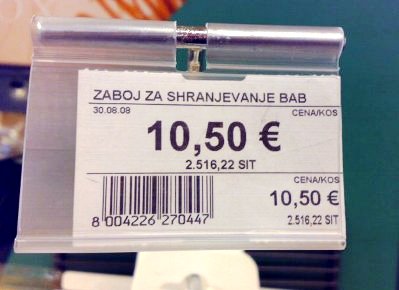 ZABOJ ZA SHRANJEVANJE BAB
30.08.08 CENA/KOS
10,50 €
2.516,22 SIT
CENA/KOS
10,50 €
2.516,22 SIT
8 004226 270447